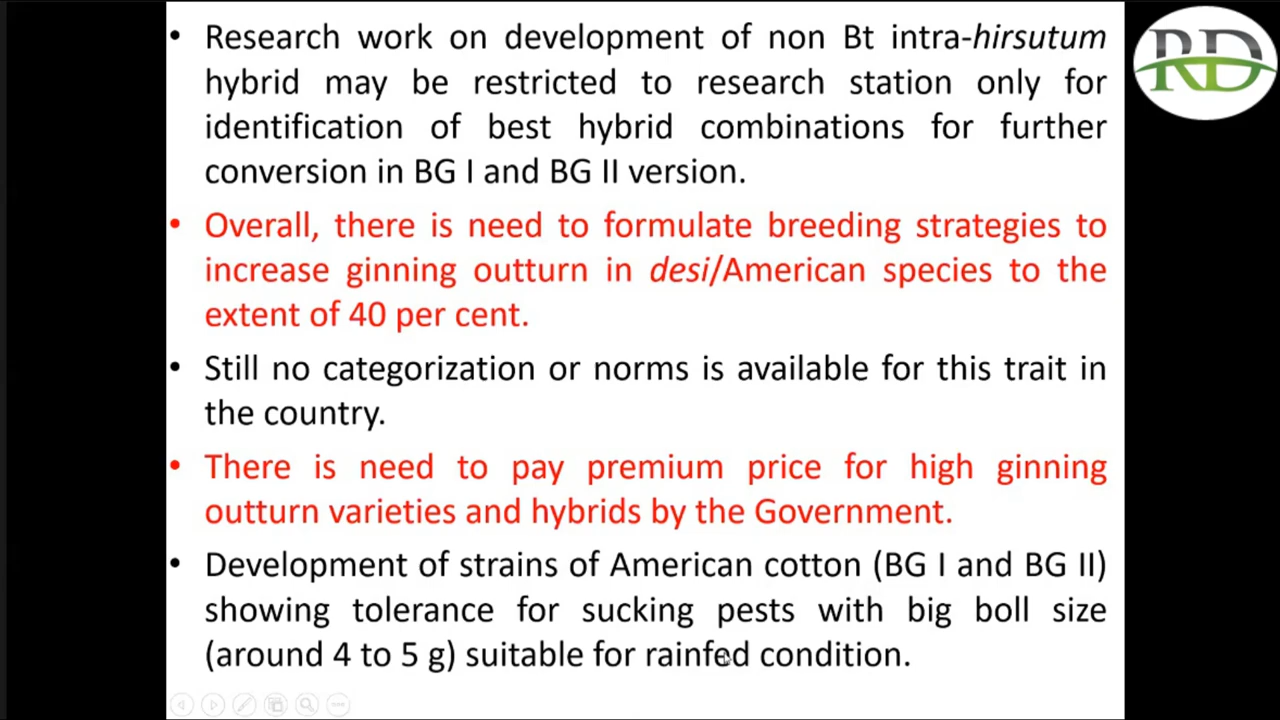 • Research work on development of non Bt intra-hirsutum
hybrid may be restricted to research station only for
identification of best hybrid combinations for further
conversion in BG I and BG II version.
• Overall, there is need to formulate breeding strategies to
increase ginning outturn in desi/American species to the
extent of 40 per cent.
• Still no categorization or norms is available for this trait in
the country.
• There is need to pay premium price for high ginning
outturn varieties and hybrids by the Government.
• Development of strains of American cotton (BG I and BG II)
showing tolerance for sucking pests with big boll size
(around 4 to 5 g) suitable for rainfed condition.
RD